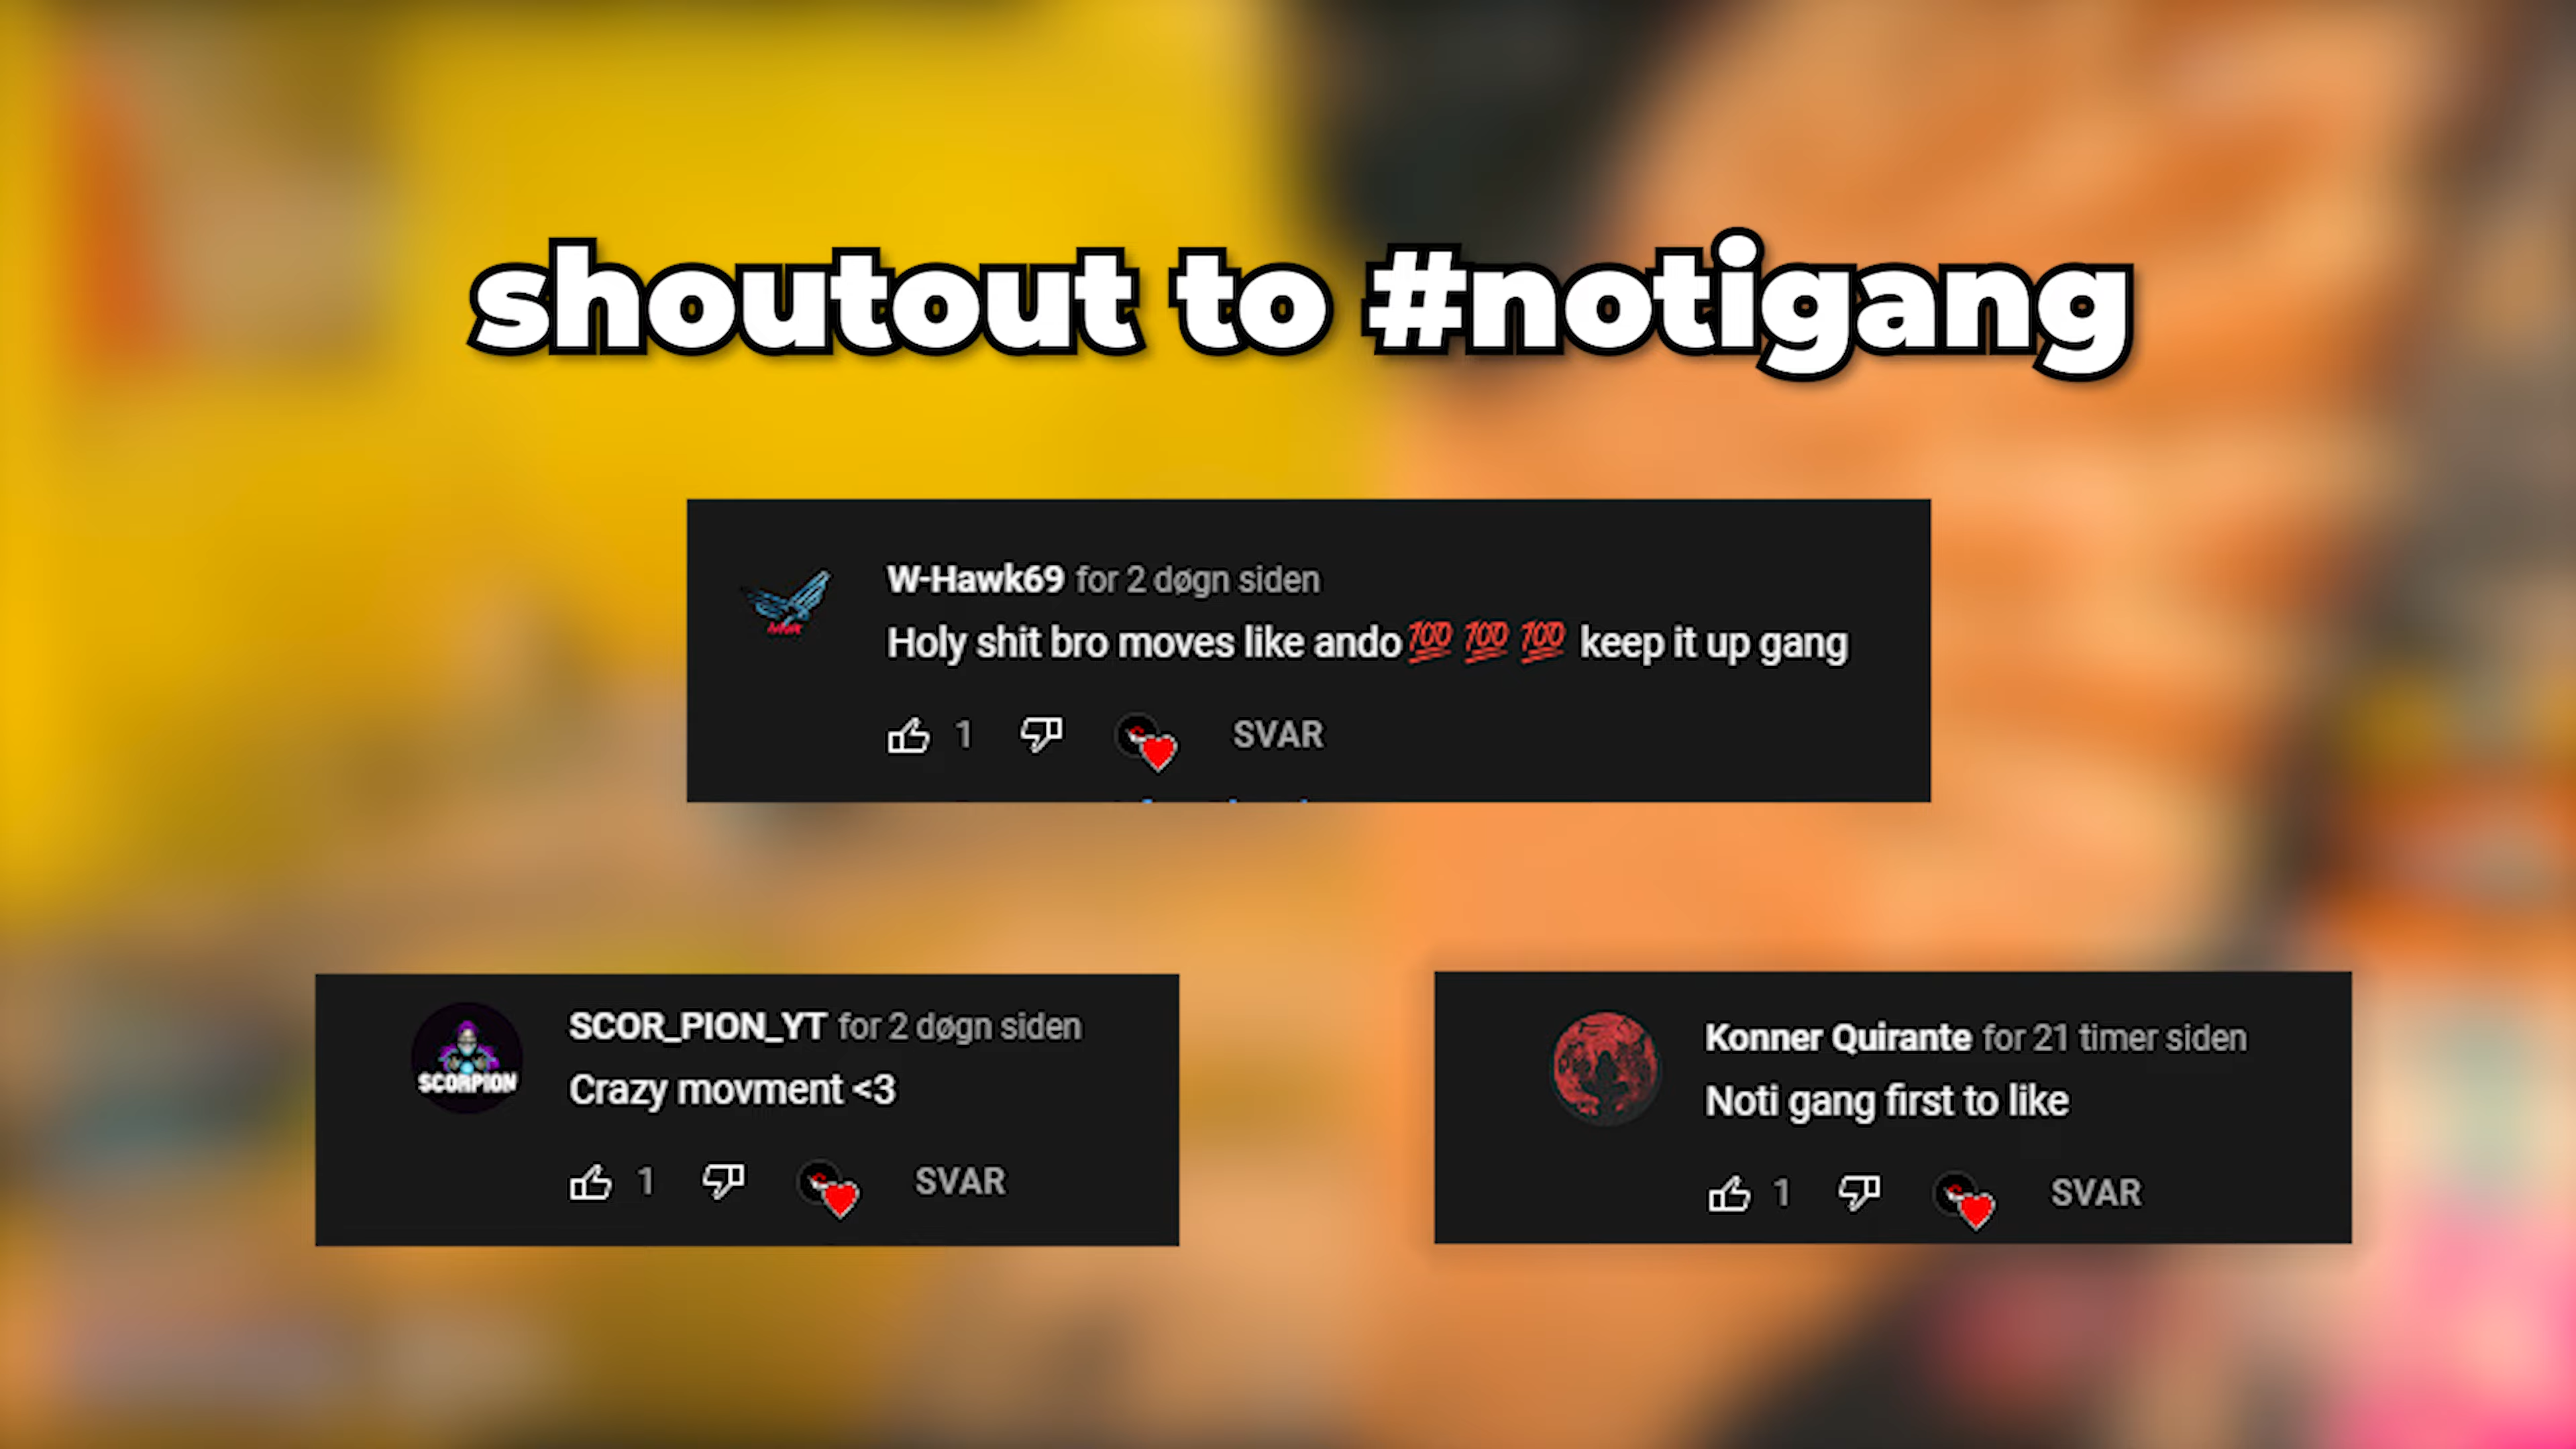 shoutout to #notigang
W-Hawk69 for 2 døgn siden
Holy shit bro moves like ando💯💯💯 keep it up gang
1 SVAR
SCOR_PION_YT for 2 døgn siden
SCORPION
Crazy movment <3
1 SVAR
Konner Quirante for 21 timer siden
Noti gang first to like
1 SVAR